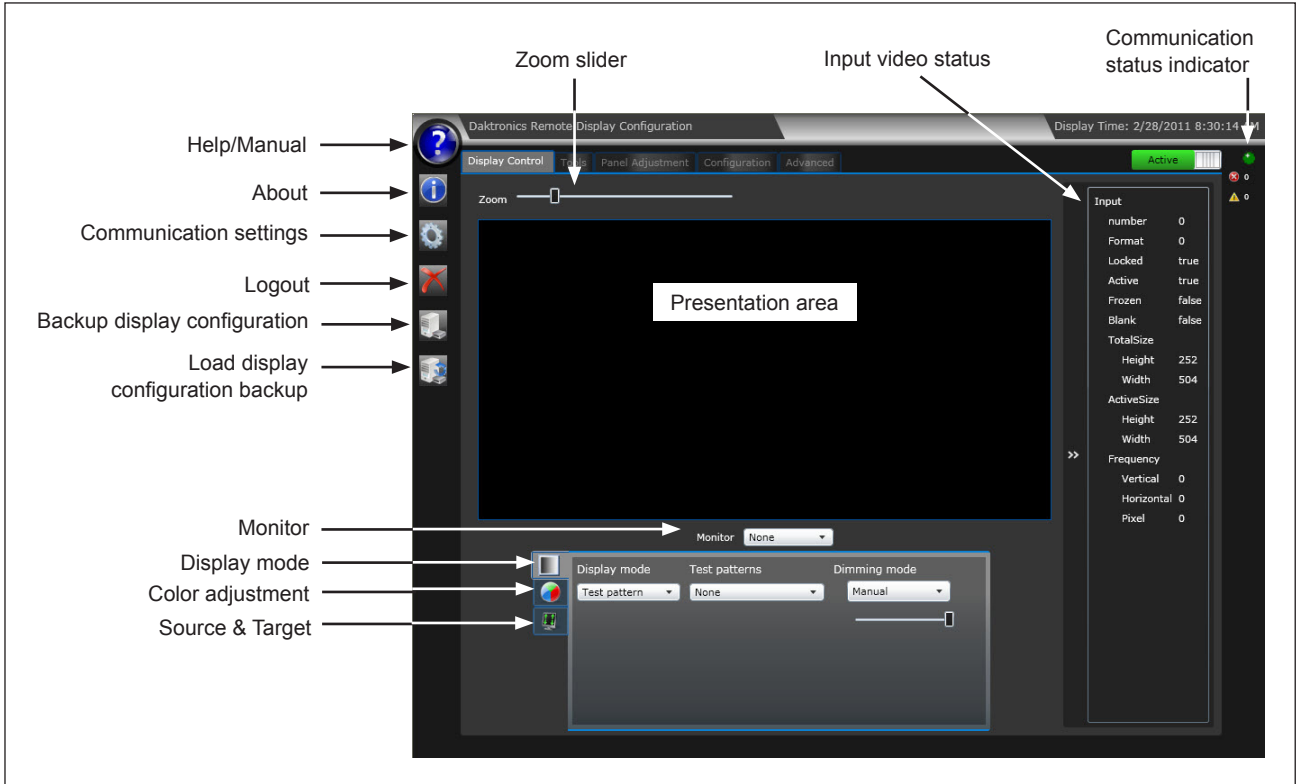 Communication
status indicator
Zoom slider
Input video status
Help/Manual
About
Communication settings
Logout
Backup display configuration
Load display
configuration backup
Monitor
Display mode
Color adjustment
Source & Target
Daktronics Remote Display Configuration
Display Time: 2/28/2011 8:30:14
Display Control
Tools
Panel Adjustment
Configuration
Advanced
Active
0
0
Zoom
Presentation area
Input
number 0
Format 0
Locked true
Active true
Frozen false
Blank false
TotalSize
Height 252
Width 504
ActiveSize
Height 252
Width 504
Frequency
Vertical 0
Horizontal 0
Pixel 0
>>
Monitor None
Display mode Test patterns Dimming mode
Test pattern None Manual